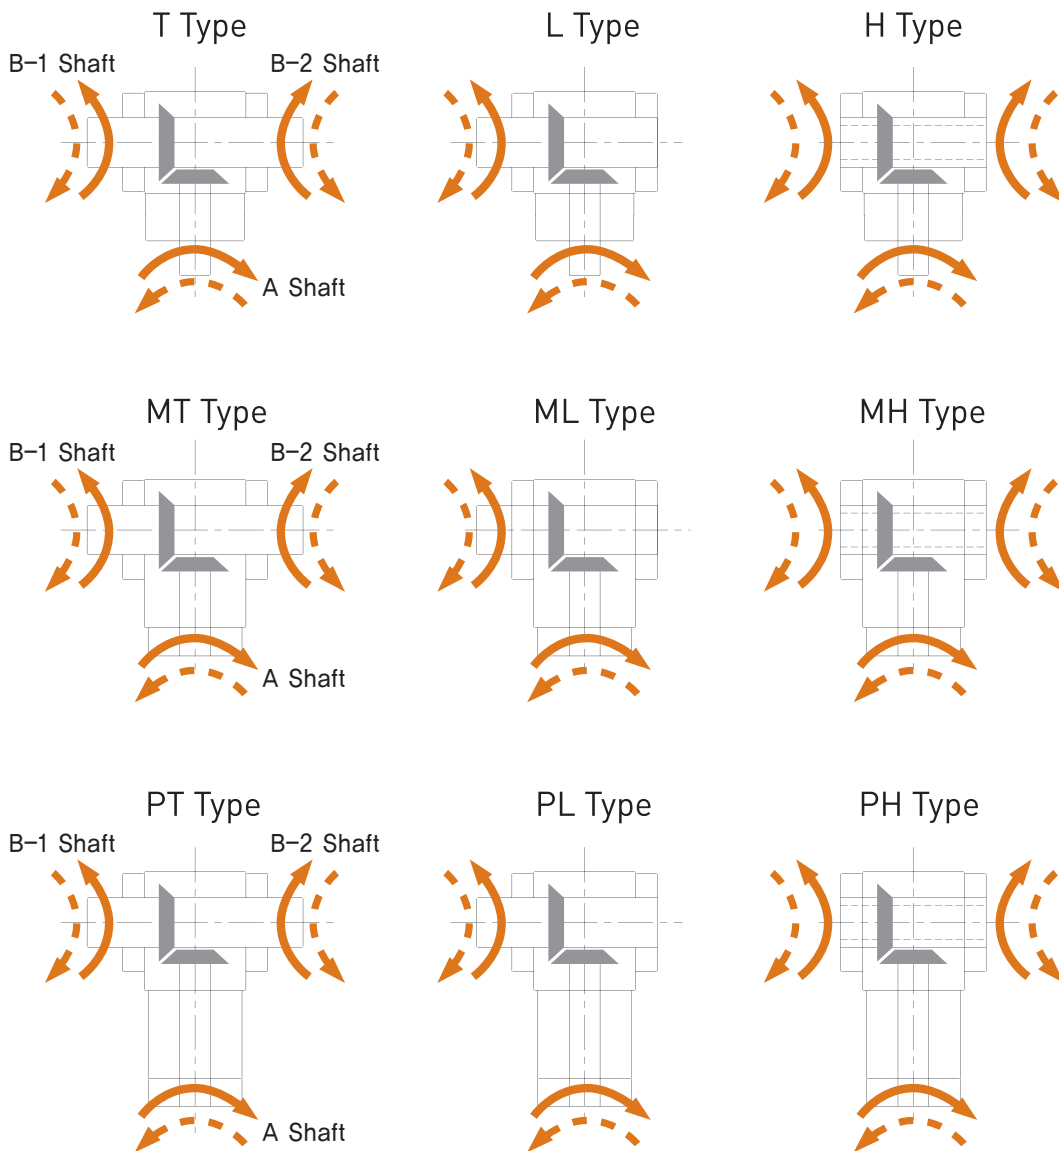 T Type
L Type
H Type
B–1 Shaft
B–2 Shaft
A Shaft
MT Type
ML Type
MH Type
B–1 Shaft
B–2 Shaft
A Shaft
PT Type
PL Type
PH Type
B–1 Shaft
B–2 Shaft
A Shaft